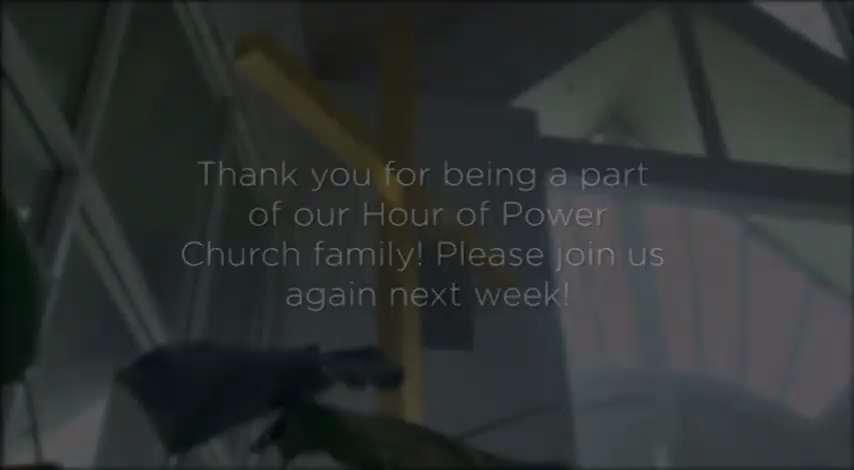 Thank you for being a part
of our Hour of Power
Church family! Please join us
again next week!